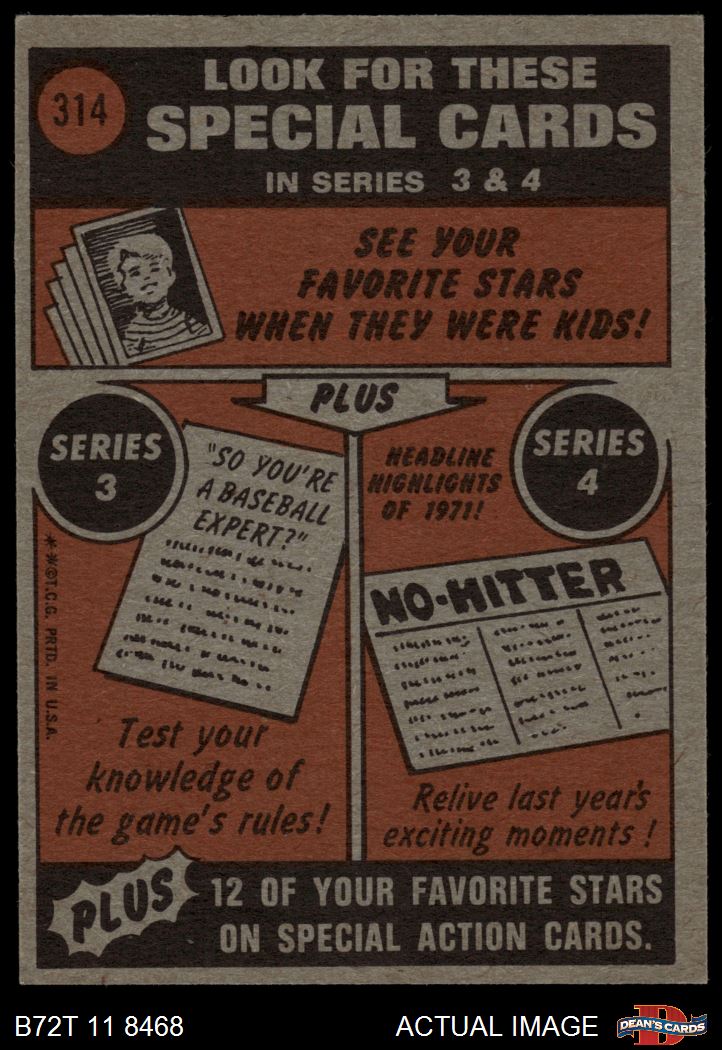 314
LOOK FOR THESE
SPECIAL CARDS
IN SERIES 3 & 4
SEE YOUR
FAVORITE STARS
WHEN THEY WERE KIDS!
PLUS
SERIES
3
"SO YOU'RE
A BASEBALL
EXPERT?"
Test your
knowledge of
the game's rules!
HEADLINE
HIGHLIGHTS
OF 1971!
SERIES
4
NO-HITTER
Relive last year's
exciting moments!
* *©T.C.G. PRTD. IN U.S.A.
PLUS
12 OF YOUR FAVORITE STARS
ON SPECIAL ACTION CARDS.
B72T 11 8468
ACTUAL IMAGE
D
DEAN'S CARDS